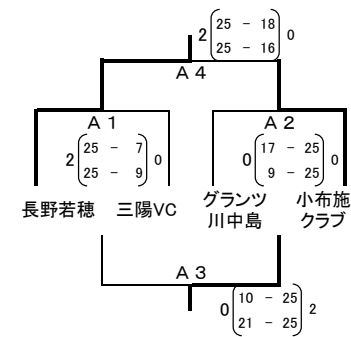 2 25 - 18 0
25 - 16
A4
A1 A2
2 25 - 7 0 0 17 - 25 0
25 - 9 9 - 25
長野若穂 三陽VC グランツ 小布施
川中島 クラブ
A3
0 10 - 25 2
21 - 25